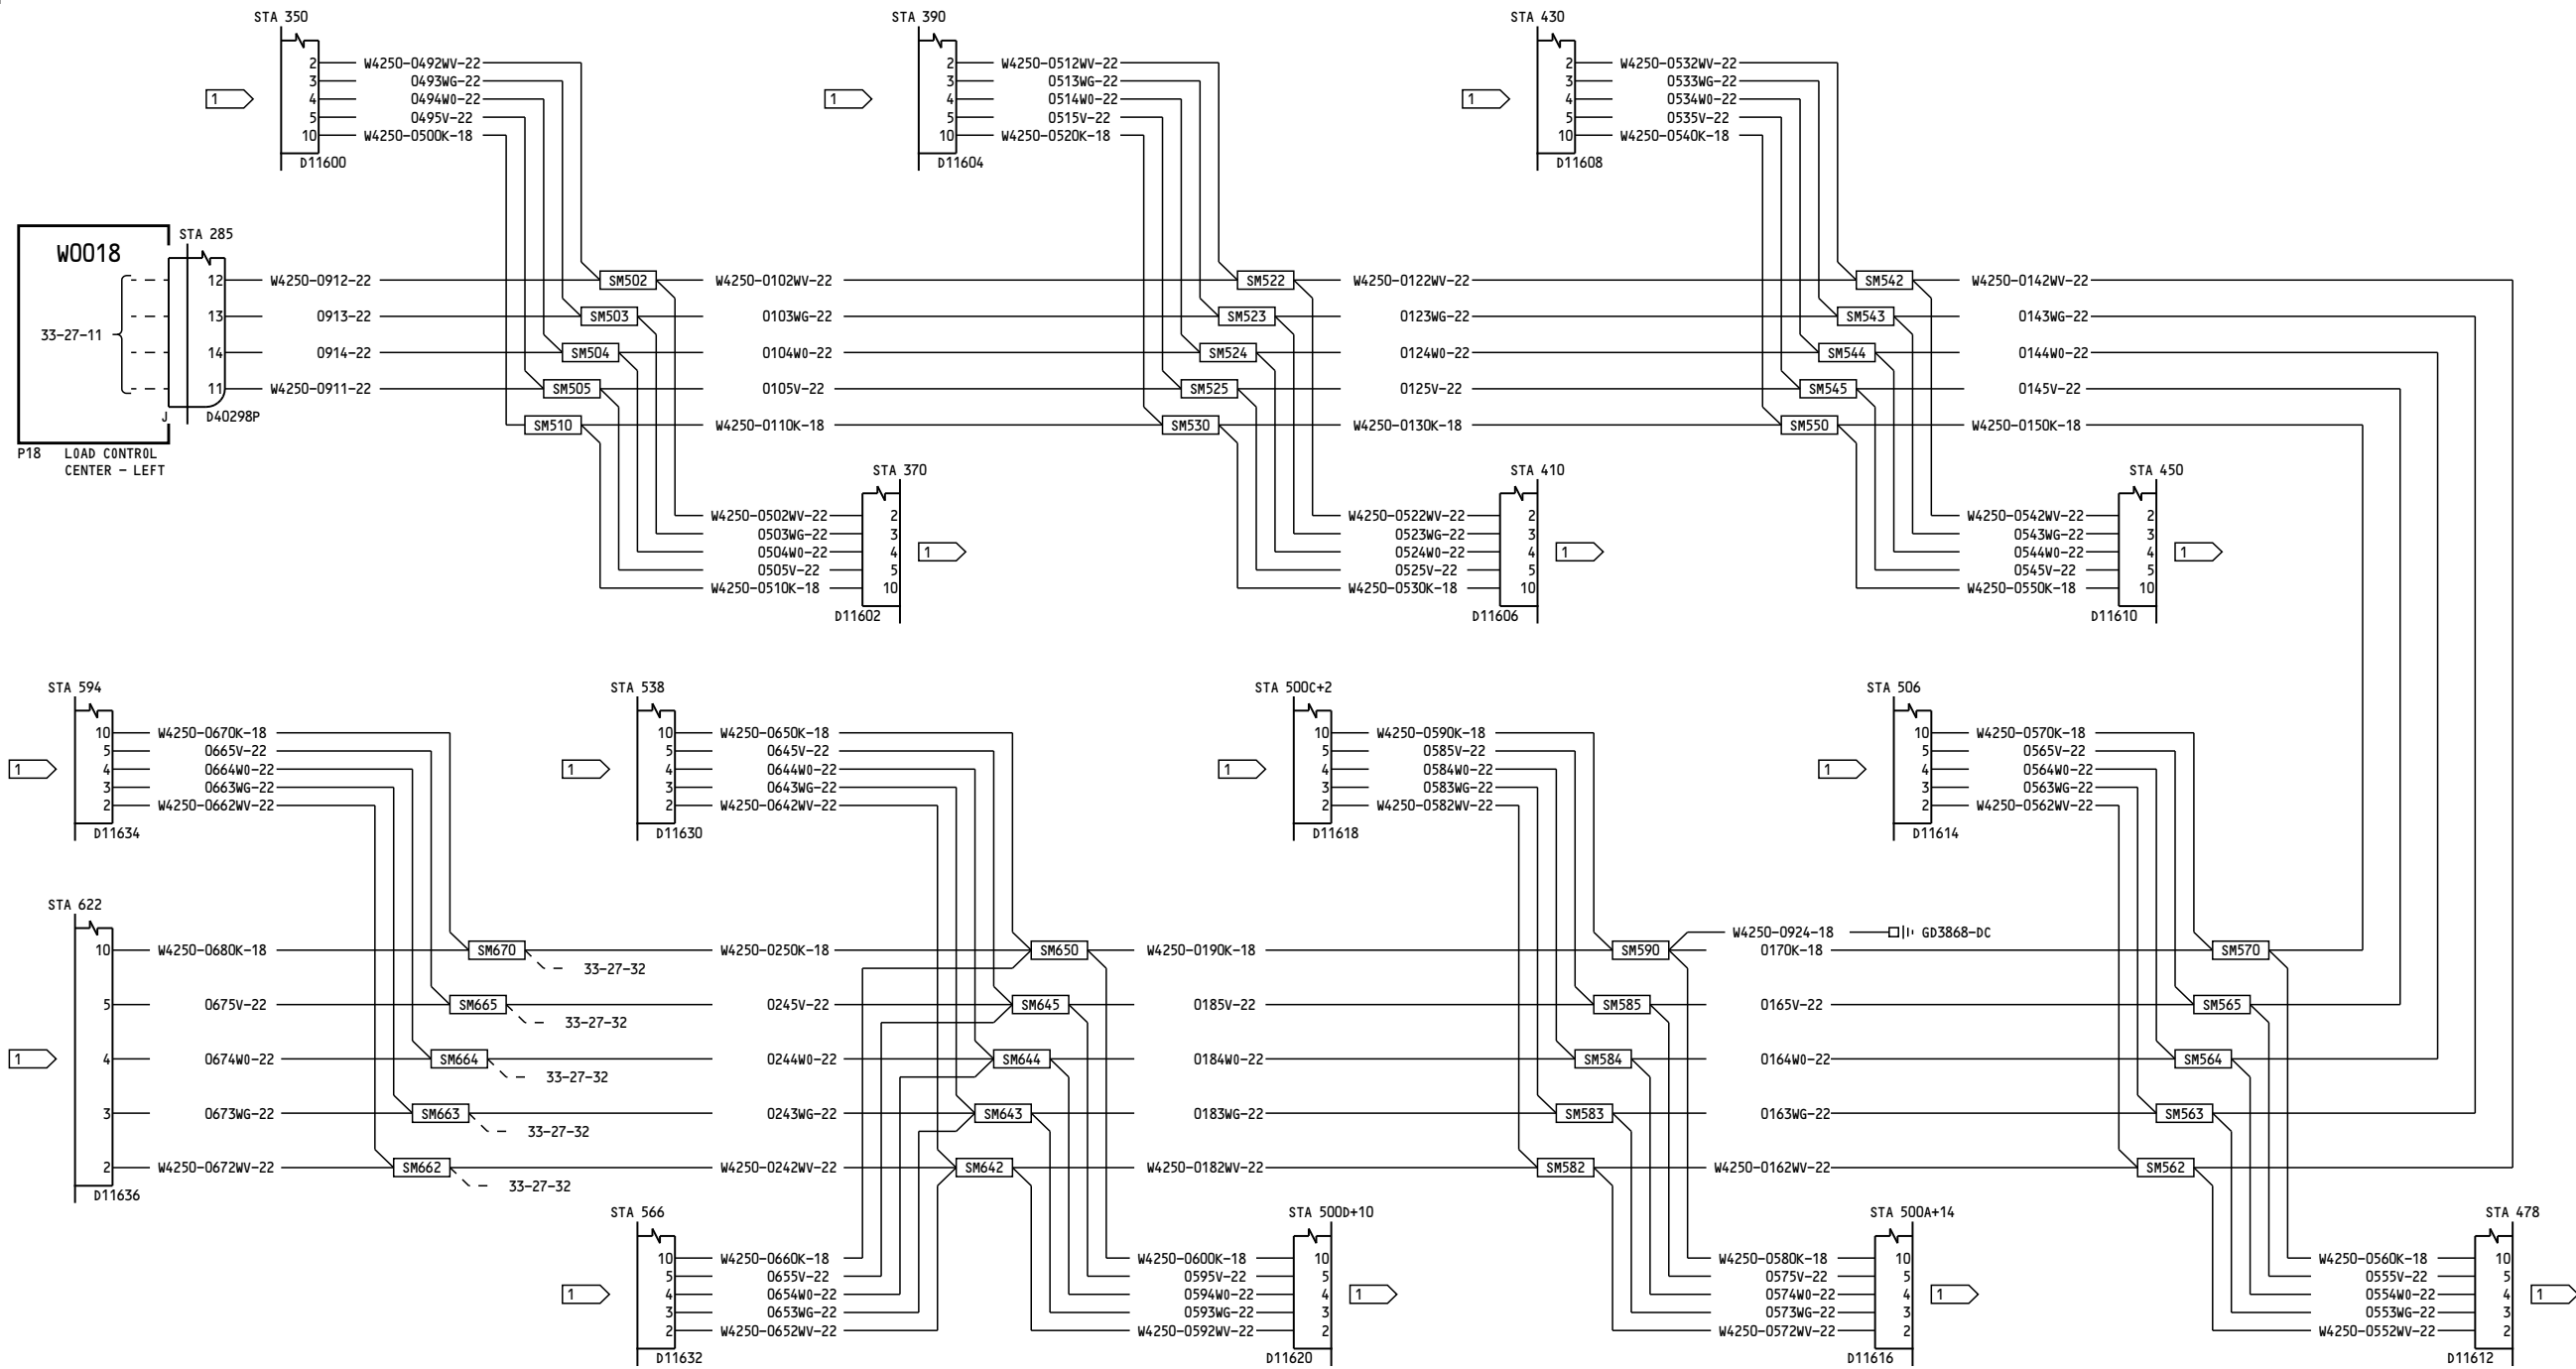 STA 350
STA 390
STA 430
1
2 W4250-0492WV-22
3 0493WG-22
4 0494WO-22
5 0495V-22
10 W4250-0500K-18
D11600
1
2 W4250-0512WV-22
3 0513WG-22
4 0514WO-22
5 0515V-22
10 W4250-0520K-18
D11604
1
2 W4250-0532WV-22
3 0533WG-22
4 0534WO-22
5 0535V-22
10 W4250-0540K-18
D11608
W0018
STA 285
33-27-11
J D40298P
P18 LOAD CONTROL
CENTER - LEFT
12 W4250-0912-22 SM502 W4250-0102WV-22 SM522 W4250-0122WV-22 SM542 W4250-0142WV-22
13 0913-22 SM503 0103WG-22 SM523 0123WG-22 SM543 0143WG-22
14 0914-22 SM504 0104WO-22 SM524 0124WO-22 SM544 0144WO-22
11 W4250-0911-22 SM505 0105V-22 SM525 0125V-22 SM545 0145V-22
SM510 W4250-0110K-18 SM530 W4250-0130K-18 SM550 W4250-0150K-18
STA 370
W4250-0502WV-22 2
0503WG-22 3
0504WO-22 4
0505V-22 5
W4250-0510K-18 10
D11602
1
STA 410
W4250-0522WV-22 2
0523WG-22 3
0524WO-22 4
0525V-22 5
W4250-0530K-18 10
D11606
1
STA 450
W4250-0542WV-22 2
0543WG-22 3
0544WO-22 4
0545V-22 5
W4250-0550K-18 10
D11610
1
STA 594
1
10 W4250-0670K-18
5 0665V-22
4 0664WO-22
3 0663WG-22
2 W4250-0662WV-22
D11634
STA 538
1
10 W4250-0650K-18
5 0645V-22
4 0644WO-22
3 0643WG-22
2 W4250-0642WV-22
D11630
STA 500C+2
1
10 W4250-0590K-18
5 0585V-22
4 0584WO-22
3 0583WG-22
2 W4250-0582WV-22
D11618
STA 506
1
10 W4250-0570K-18
5 0565V-22
4 0564WO-22
3 0563WG-22
2 W4250-0562WV-22
D11614
STA 622
1
W4250-0924-18 GD3868-DC
10 W4250-0680K-18 SM670 W4250-0250K-18 SM650 W4250-0190K-18 SM590 0170K-18 SM570
33-27-32
5 0675V-22 SM665 0245V-22 SM645 0185V-22 SM585 0165V-22 SM565
33-27-32
4 0674WO-22 SM664 0244WO-22 SM644 0184WO-22 SM584 0164WO-22 SM564
33-27-32
3 0673WG-22 SM663 0243WG-22 SM643 0183WG-22 SM583 0163WG-22 SM563
33-27-32
2 W4250-0672WV-22 SM662 W4250-0242WV-22 SM642 W4250-0182WV-22 SM582 W4250-0162WV-22 SM562
33-27-32
D11636
STA 566
1
10 W4250-0660K-18
5 0655V-22
4 0654WO-22
3 0653WG-22
2 W4250-0652WV-22
D11632
STA 500D+10
W4250-0600K-18 10
0595V-22 5
0594WO-22 4
0593WG-22 3
W4250-0592WV-22 2
D11620
1
STA 500A+14
W4250-0580K-18 10
0575V-22 5
0574WO-22 4
0573WG-22 3
W4250-0572WV-22 2
D11616
1
STA 478
W4250-0560K-18 10
0555V-22 5
0554WO-22 4
0553WG-22 3
W4250-0552WV-22 2
D11612
1